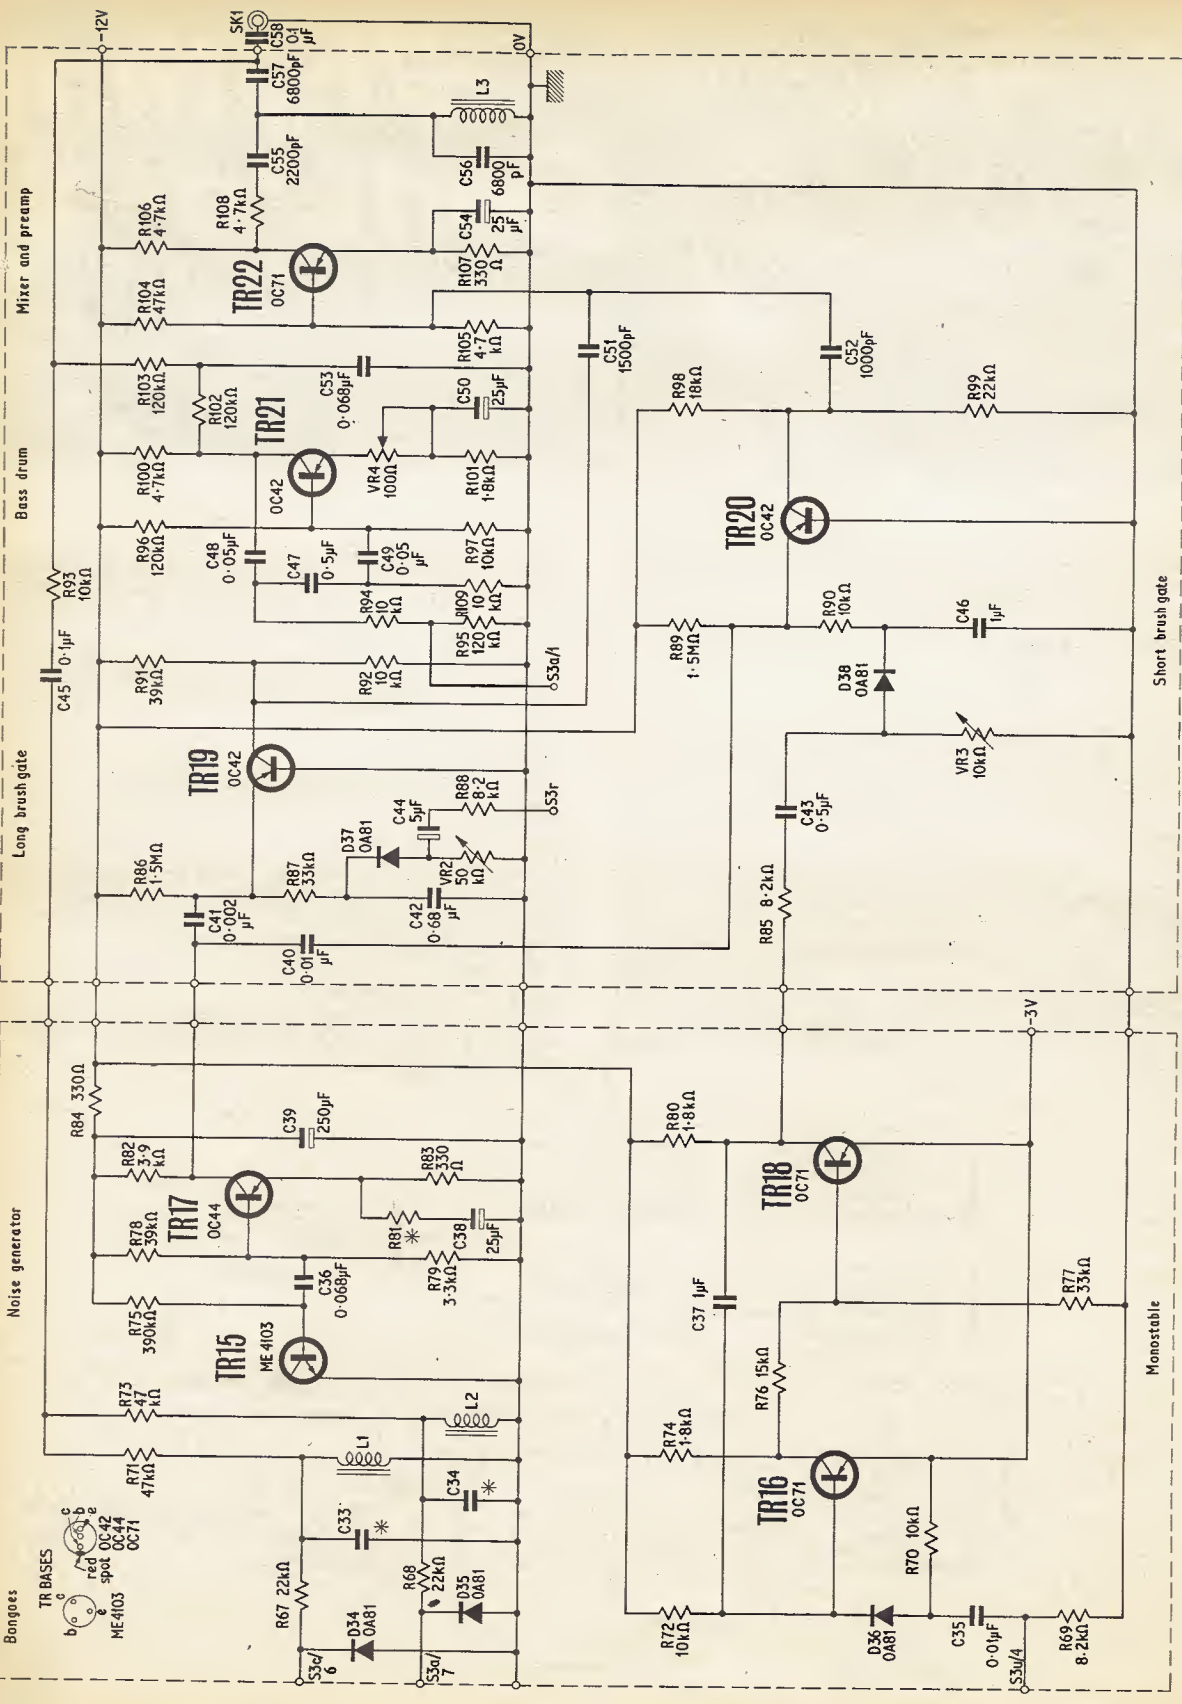 Bongoes
Noise generator
Long brush gate
Bass drum
Mixer and preamp
TR BASES
b
c
e
ME4103
red
spot
c
b
e
OC42
OC44
OC71
R71
47kΩ
R73
47
kΩ
R75
390kΩ
R78
39kΩ
R82
3·9
kΩ
R84 330Ω
TR15
ME4103
TR17
OC44
C36
0·068µF
C39
250µF
R79
3·3kΩ
R81
*
C38
25µF
R83
330
Ω
R67 22kΩ
D34
OA81
S3c/
6
C33
*
L1
R68
22kΩ
D35
OA81
S3a/
7
C34
*
L2
C45
0·1µF
R93
10kΩ
R86
1·5MΩ
C41
0·002
µF
C40
0·01
µF
R87
33kΩ
D37
OA81
C42
0·68
µF
VR2
50
kΩ
C44
5µF
R88
8·2
kΩ
S3r
TR19
OC42
R91
39kΩ
R92
10
kΩ
S3a/1
R94
10
kΩ
R95
120
kΩ
R109
10
kΩ
C47
0·5µF
C48
0·05µF
C49
0·05
µF
R96
120kΩ
R97
10kΩ
R100
4·7kΩ
TR21
OC42
VR4
100Ω
R101
1·8kΩ
C50
25µF
R102
120kΩ
R103
120kΩ
C53
0·068µF
R104
47kΩ
R105
4·7
kΩ
R106
4·7kΩ
TR22
OC71
R107
330
Ω
C54
25
µF
R108
4·7kΩ
C55
2200pF
C56
6800
pF
L3
C57
6800pF
C58
0·1
µF
SK1
-12V
0V
C51
1500pF
C52
1000pF
R72
10kΩ
D36
OA81
C35
0·01µF
S3u/4
R69
8·2kΩ
R70 10kΩ
TR16
OC71
R74
1·8kΩ
R76 15kΩ
C37 1µF
R77
33kΩ
TR18
OC71
R80
1·8kΩ
-3V
R85 8·2kΩ
C43
0·5µF
VR3
10kΩ
D38
OA81
R89
1·5MΩ
R90
10kΩ
C46
1µF
TR20
OC42
R98
18kΩ
R99
22kΩ
Monostable
Short brush gate